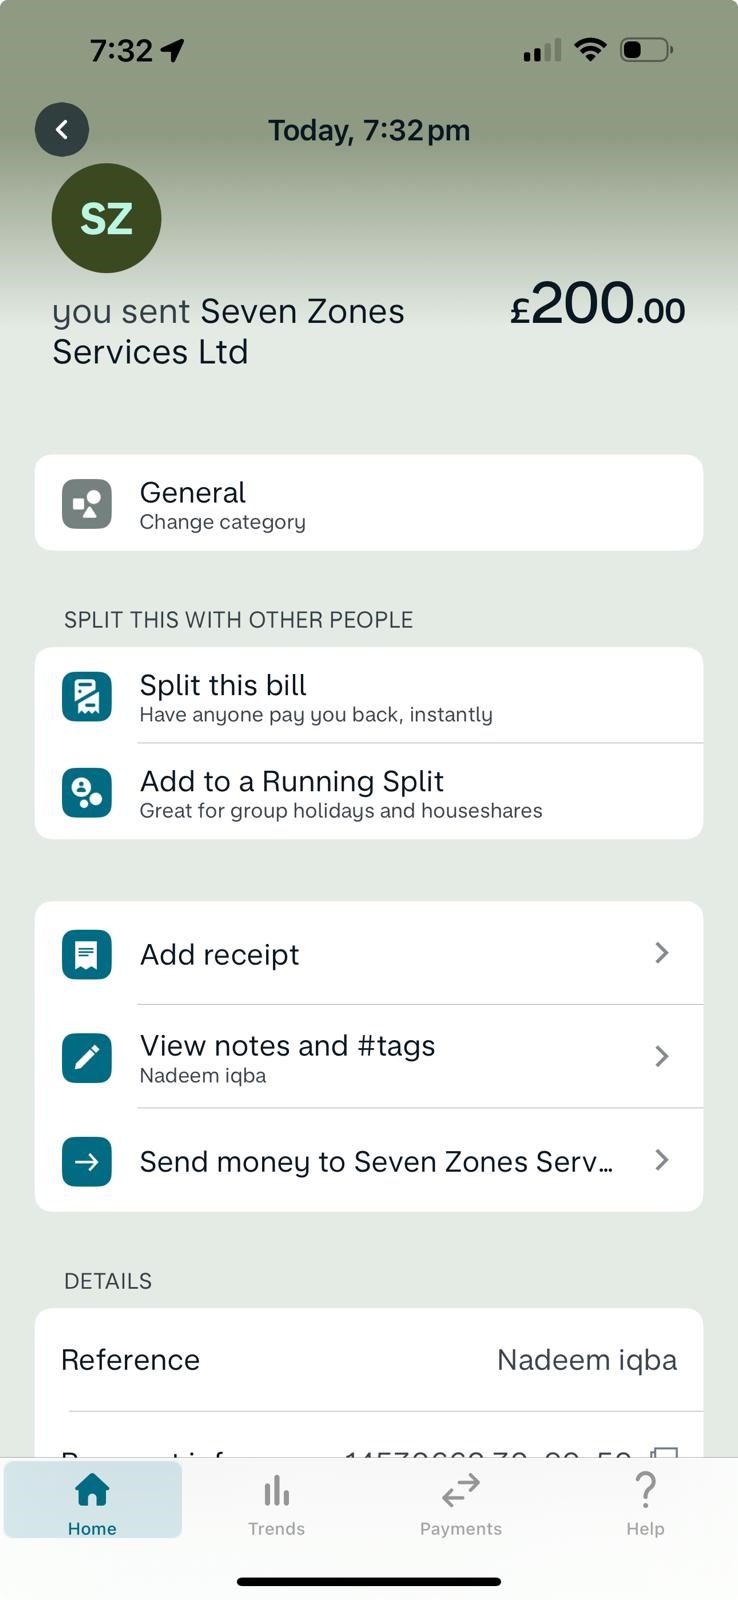 7:32
Today, 7:32pm
SZ
you sent Seven Zones
Services Ltd
£200.00
General
Change category
SPLIT THIS WITH OTHER PEOPLE
Split this bill
Have anyone pay you back, instantly
Add to a Running Split
Great for group holidays and houseshares
Add receipt
View notes and #tags
Nadeem iqba
Send money to Seven Zones Serv...
DETAILS
Reference
Nadeem iqba
Home
Trends
Payments
Help